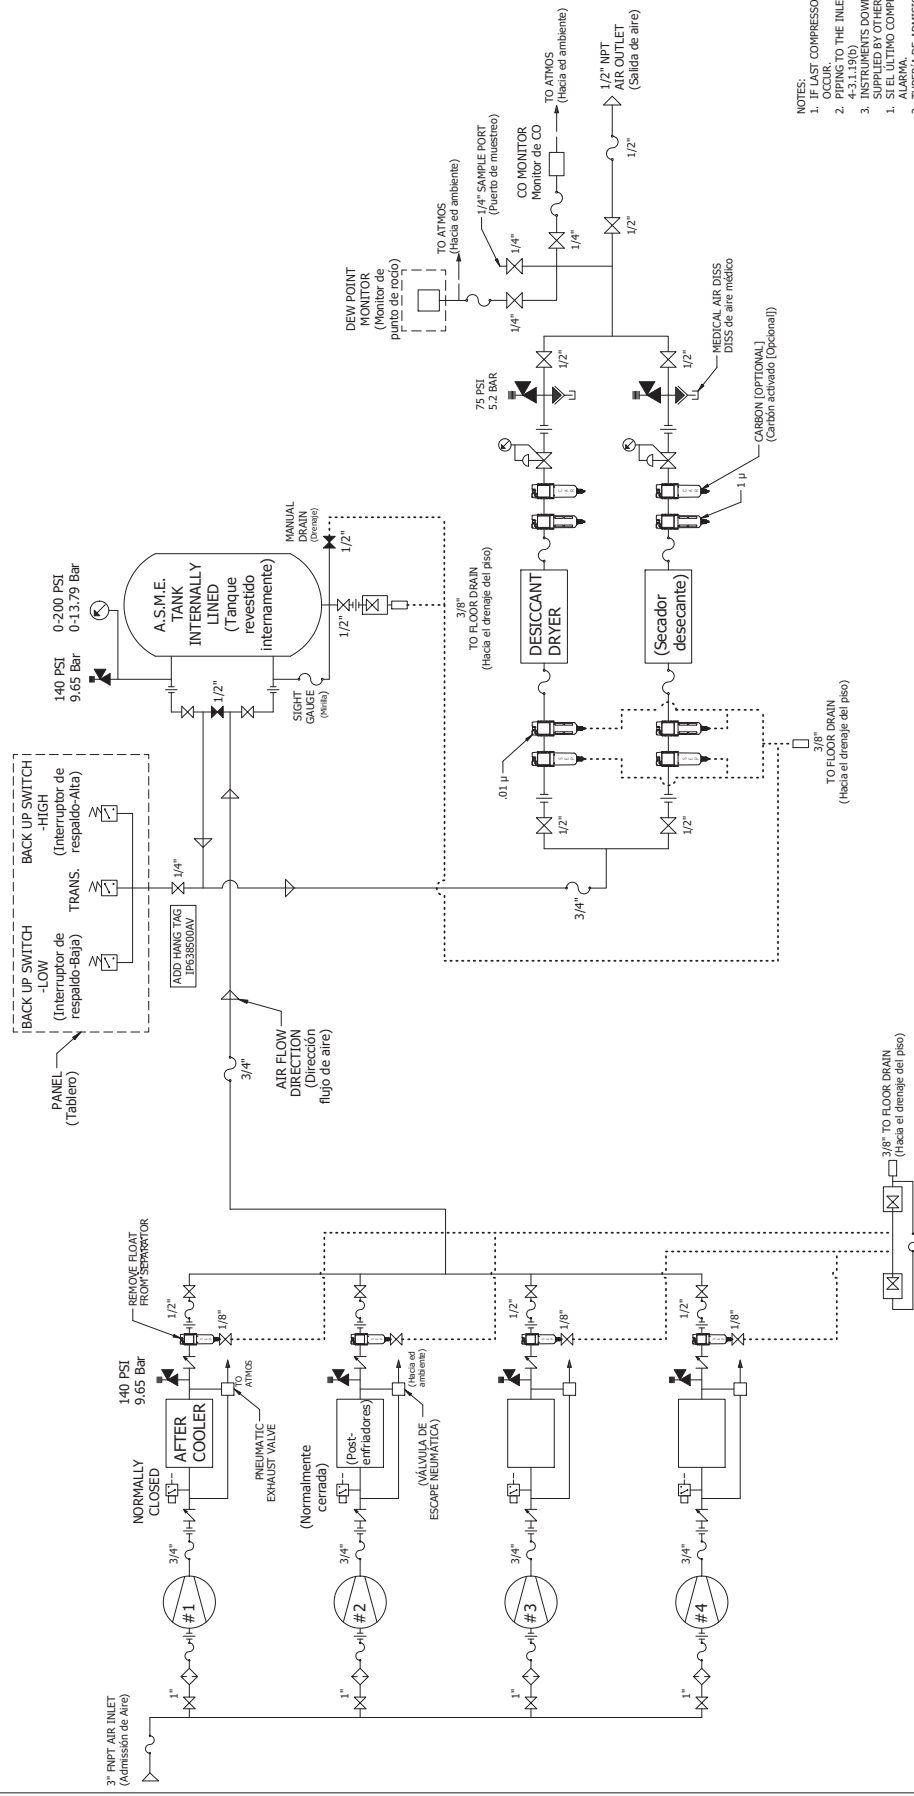 3" FNPT AIR INLET
(Admisión de Aire)
1"
1"
1"
1"
#1
#2
#3
#4
3/4"
3/4"
3/4"
3/4"
NORMALLY
CLOSED
(Normalmente
cerrada)
AFTER
COOLER
(Post-
enfriadores)
140 PSI
9.65 Bar
TO
ATMOS
(Hacia ed
ambiente)
PNEUMATIC
EXHAUST VALVE
(VÁLVULA DE
ESCAPE NEUMÁTICA)
REMOVE FLOAT
FROM SEPARATOR
1/2"
1/2"
1/2"
1/8"
1/8"
1/8"
3/8" TO FLOOR DRAIN
(Hacia el drenaje del piso)
PANEL
(Tablero)
BACK UP SWITCH
-LOW
(Interruptor de
respaldo-Baja)
TRANS.
BACK UP SWITCH
-HIGH
(Interruptor de
respaldo-Alta)
1/4"
ADD HANG TAG
IP638500AV
3/4"
AIR FLOW
DIRECTION
(Dirección
flujo de aire)
140 PSI
9.65 Bar
0-200 PSI
0-13.79 Bar
1/2"
A.S.M.E.
TANK
INTERNALLY
LINED
(Tanque
revestido
internamente)
SIGHT
GAUGE
(Mirilla)
MANUAL
DRAIN
(Drenaje)
1/2"
1/2"
3/8"
TO FLOOR DRAIN
(Hacia el drenaje del piso)
3/4"
1/2"
1/2"
.01 µ
S E P
S E P
3/8"
TO FLOOR DRAIN
(Hacia el drenaje del piso)
DESICCANT
DRYER
(Secador
desecante)
C A R
C A R
1 µ
CARBON [OPTIONAL]
(Carbón activado [Opcional])
75 PSI
5.2 BAR
1/2"
1/2"
MEDICAL AIR DISS
DISS de aire médico
DEW POINT
MONITOR
(Monitor de
punto de rocío)
TO ATMOS
(Hacia ed ambiente)
1/4"
1/4" SAMPLE PORT
(Puerto de muestreo)
1/4"
1/4"
CO MONITOR
Monitor de CO
TO ATMOS
(Hacia ed ambiente)
1/2"
1/2"
1/2" NPT
AIR OUTLET
(Salida de aire)
NOTES:
1. IF LAST COMPRESSO
OCCUR.
2. PIPING TO THE INLE
4-3.1.19(b)
3. INSTRUMENTS DOW
SUPPLIED BY OTHER
1. SI EL ÚLTIMO COMP
ALARMA.